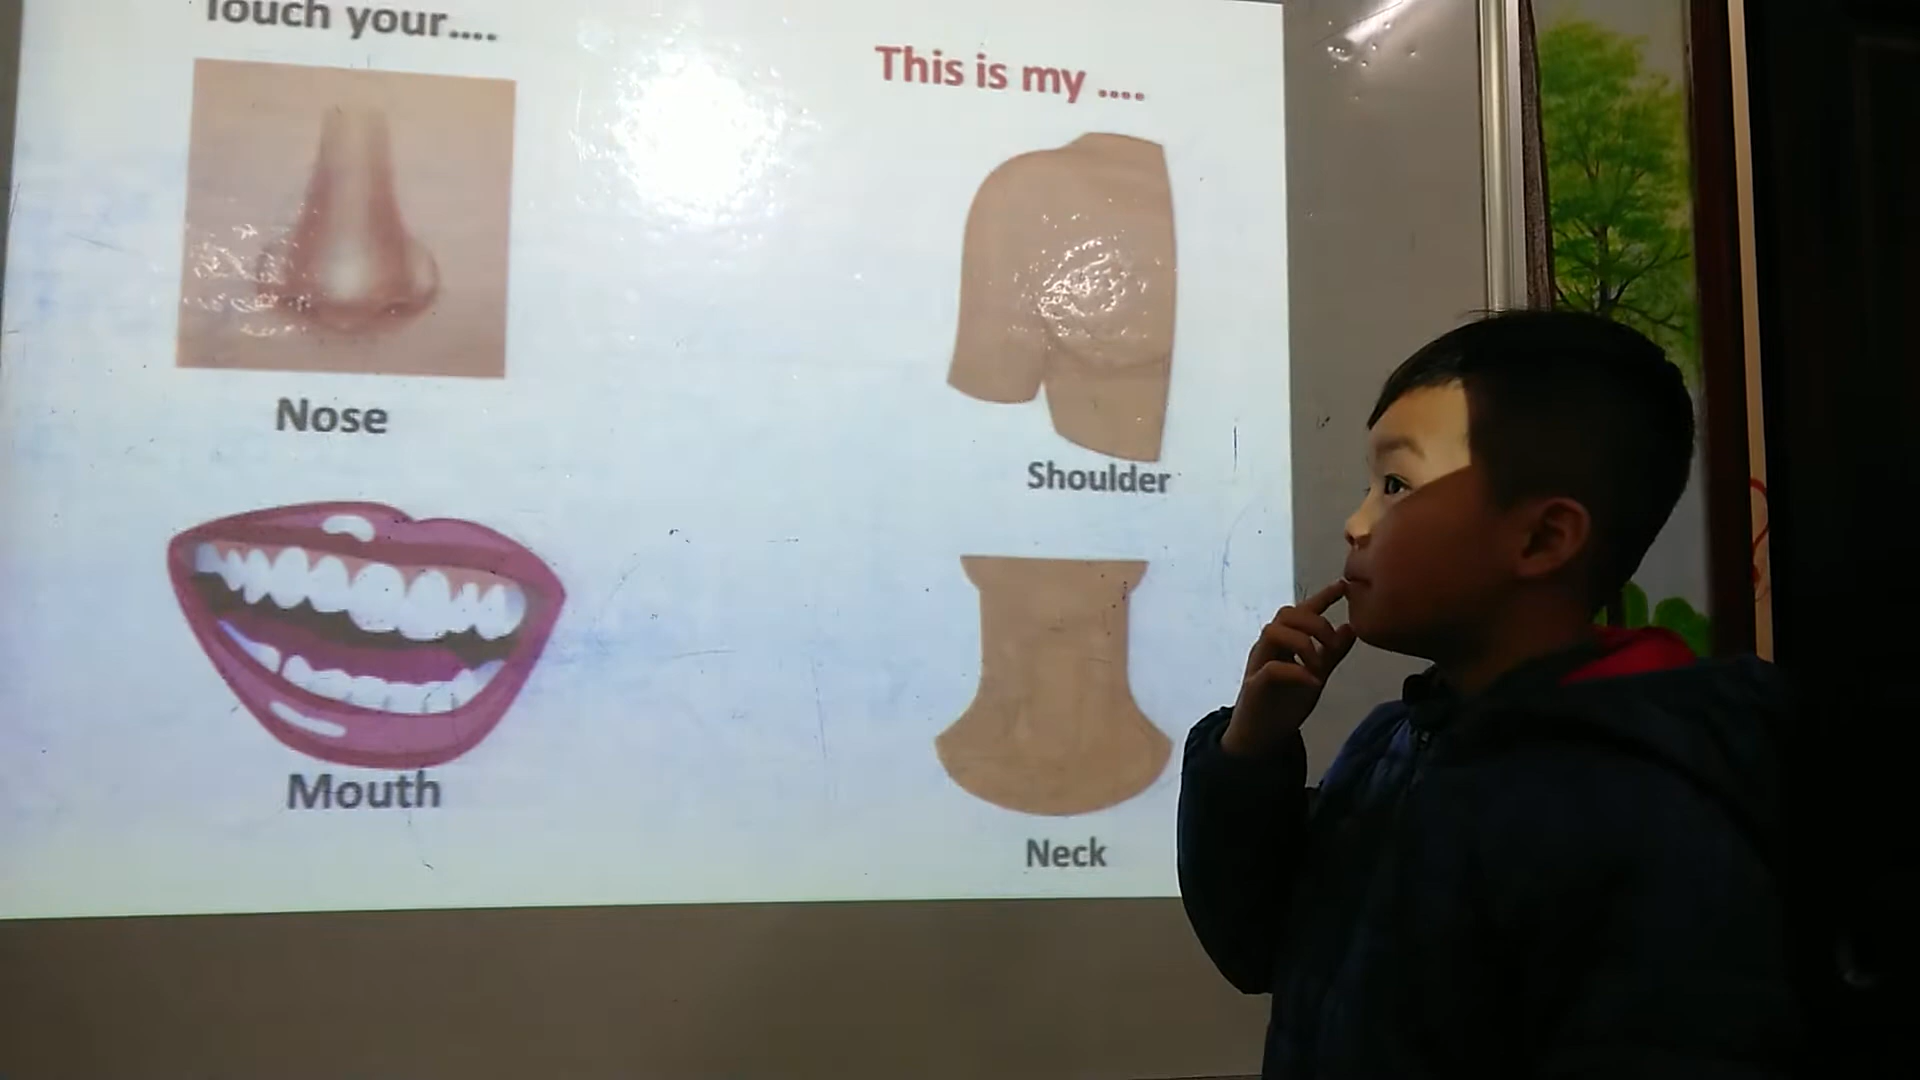 Touch your....
This is my ....
Nose
Shoulder
Mouth
Neck